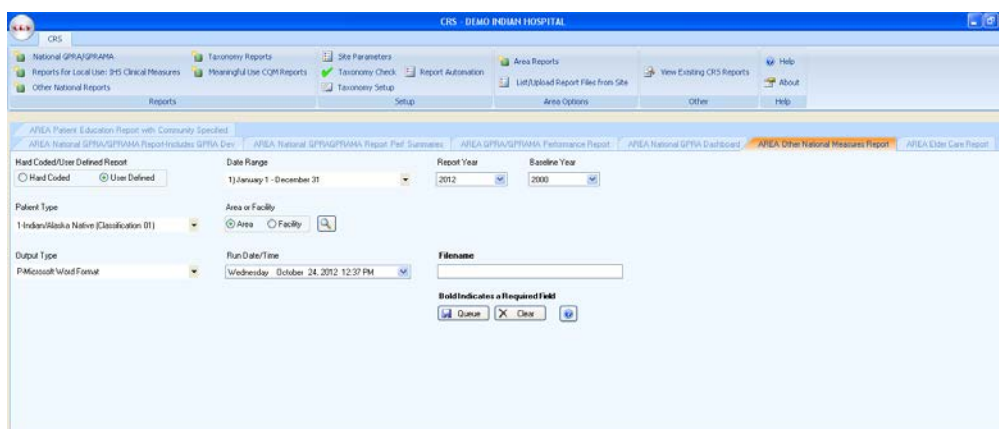 CRS - DEMO INDIAN HOSPITAL
CRS
National GPRA/GPRAMA
Reports for Local Use: IHS Clinical Measures
Other National Reports
Taxonomy Reports
Meaningful Use CQM Reports
Reports
Site Parameters
Taxonomy Check
Report Automation
Taxonomy Setup
Setup
Area Reports
List/Upload Report Files from Site
Area Options
View Existing CRS Reports
Other
Help
About
Help
AREA Patient Education Report with Community Specified
AREA National GPRA/GPRAMA Report-Includes GPRA Dev
AREA National GPRA/GPRAMA Report Perf Summaries
AREA GPRA/GPRAMA Performance Report
AREA National GPRA Dashboard
AREA Other National Measures Report
AREA Elder Care Report
Hard Coded/User Defined Report
Date Range
Report Year
Baseline Year
Hard Coded
User Defined
1) January 1 - December 31
2012
2000
Patient Type
Area or Facility
1-Indian/Alaska Native (Classification 01)
Area
Facility
Output Type
Run Date/Time
Filename
P-Microsoft Word Format
Wednesday October 24, 2012 12:37 PM
Bold Indicates a Required Field
Queue
Clear